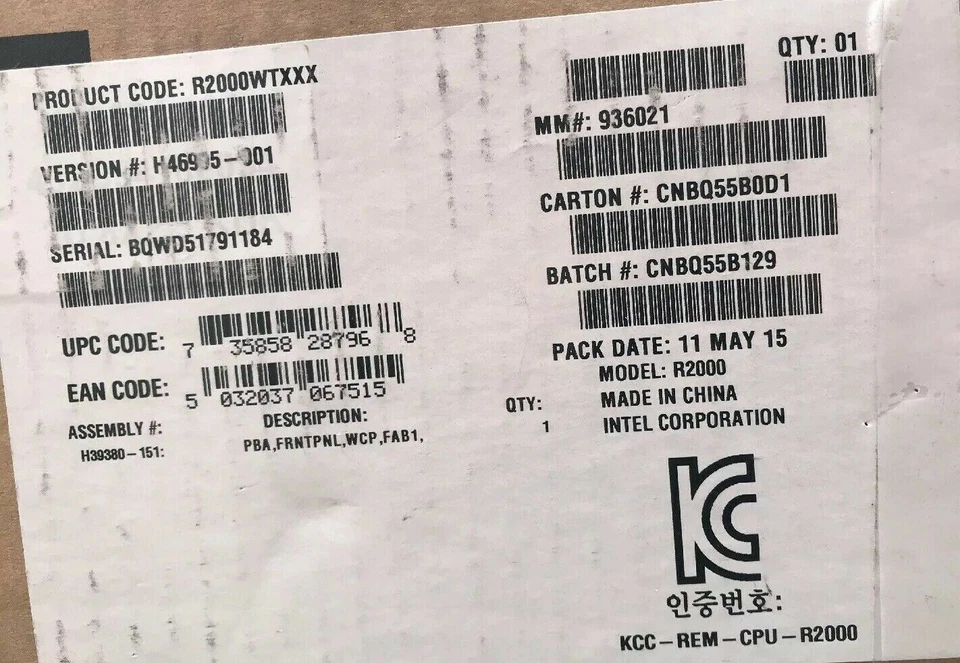 PRODUCT CODE: R2000WTXXX
VERSION #:
SERIAL: BQWD51791184
UPC CODE: 7 35858 28796 8
EAN CODE: 5 032037 067515
ASSEMBLY #: DESCRIPTION:
H39380-151: PBA,FRNTPNL,WCP,FAB1,
QTY: 01
MM#: 936021
CARTON #: CNBQ55B0D1
BATCH #: CNBQ55B129
PACK DATE: 11 MAY 15
MODEL: R2000
QTY: MADE IN CHINA
1 INTEL CORPORATION
KC
인증번호:
KCC-REM-CPU-R2000